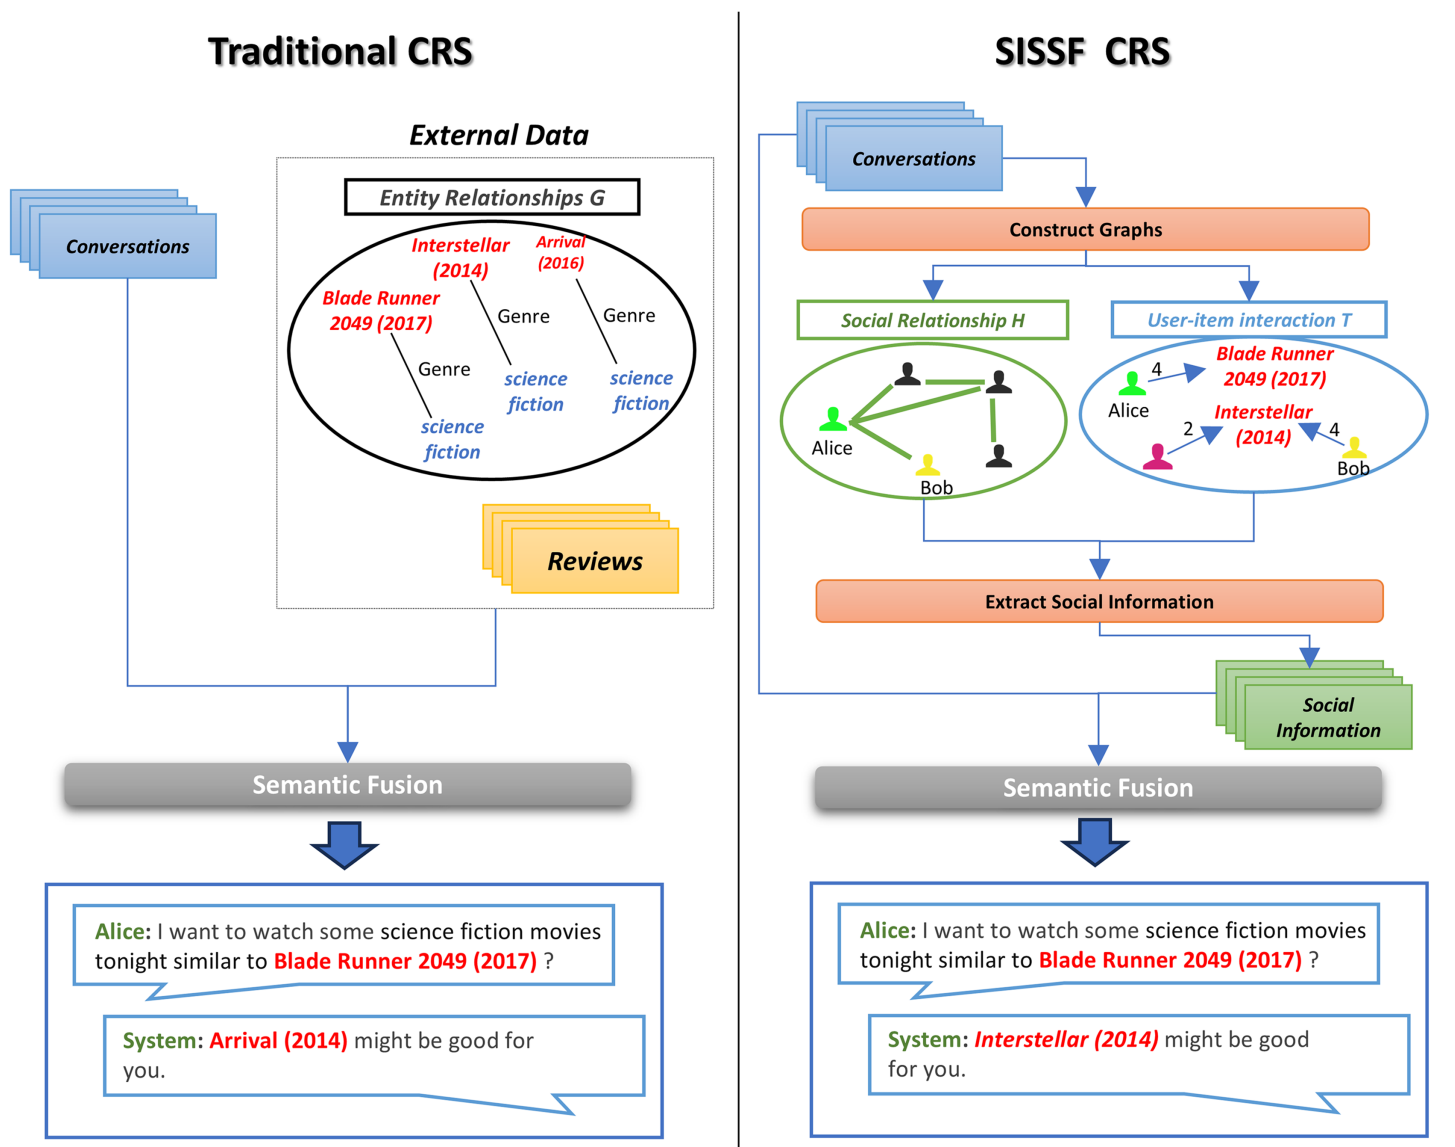 Traditional CRS
External Data
Conversations
Entity Relationships G
Interstellar
(2014)
Arrival
(2016)
Blade Runner
2049 (2017)
Genre
Genre
Genre
science
fiction
science
fiction
science
fiction
Reviews
Semantic Fusion
Alice: I want to watch some science fiction movies
tonight similar to Blade Runner 2049 (2017) ?
System: Arrival (2014) might be good for
you.
SISSF CRS
Conversations
Construct Graphs
Social Relationship H
User-item interaction T
Alice
Bob
Blade Runner
2049 (2017)
4
Alice
Interstellar
(2014)
2
4
Bob
Extract Social Information
Social
Information
Semantic Fusion
Alice: I want to watch some science fiction movies
tonight similar to Blade Runner 2049 (2017) ?
System: Interstellar (2014) might be good
for you.